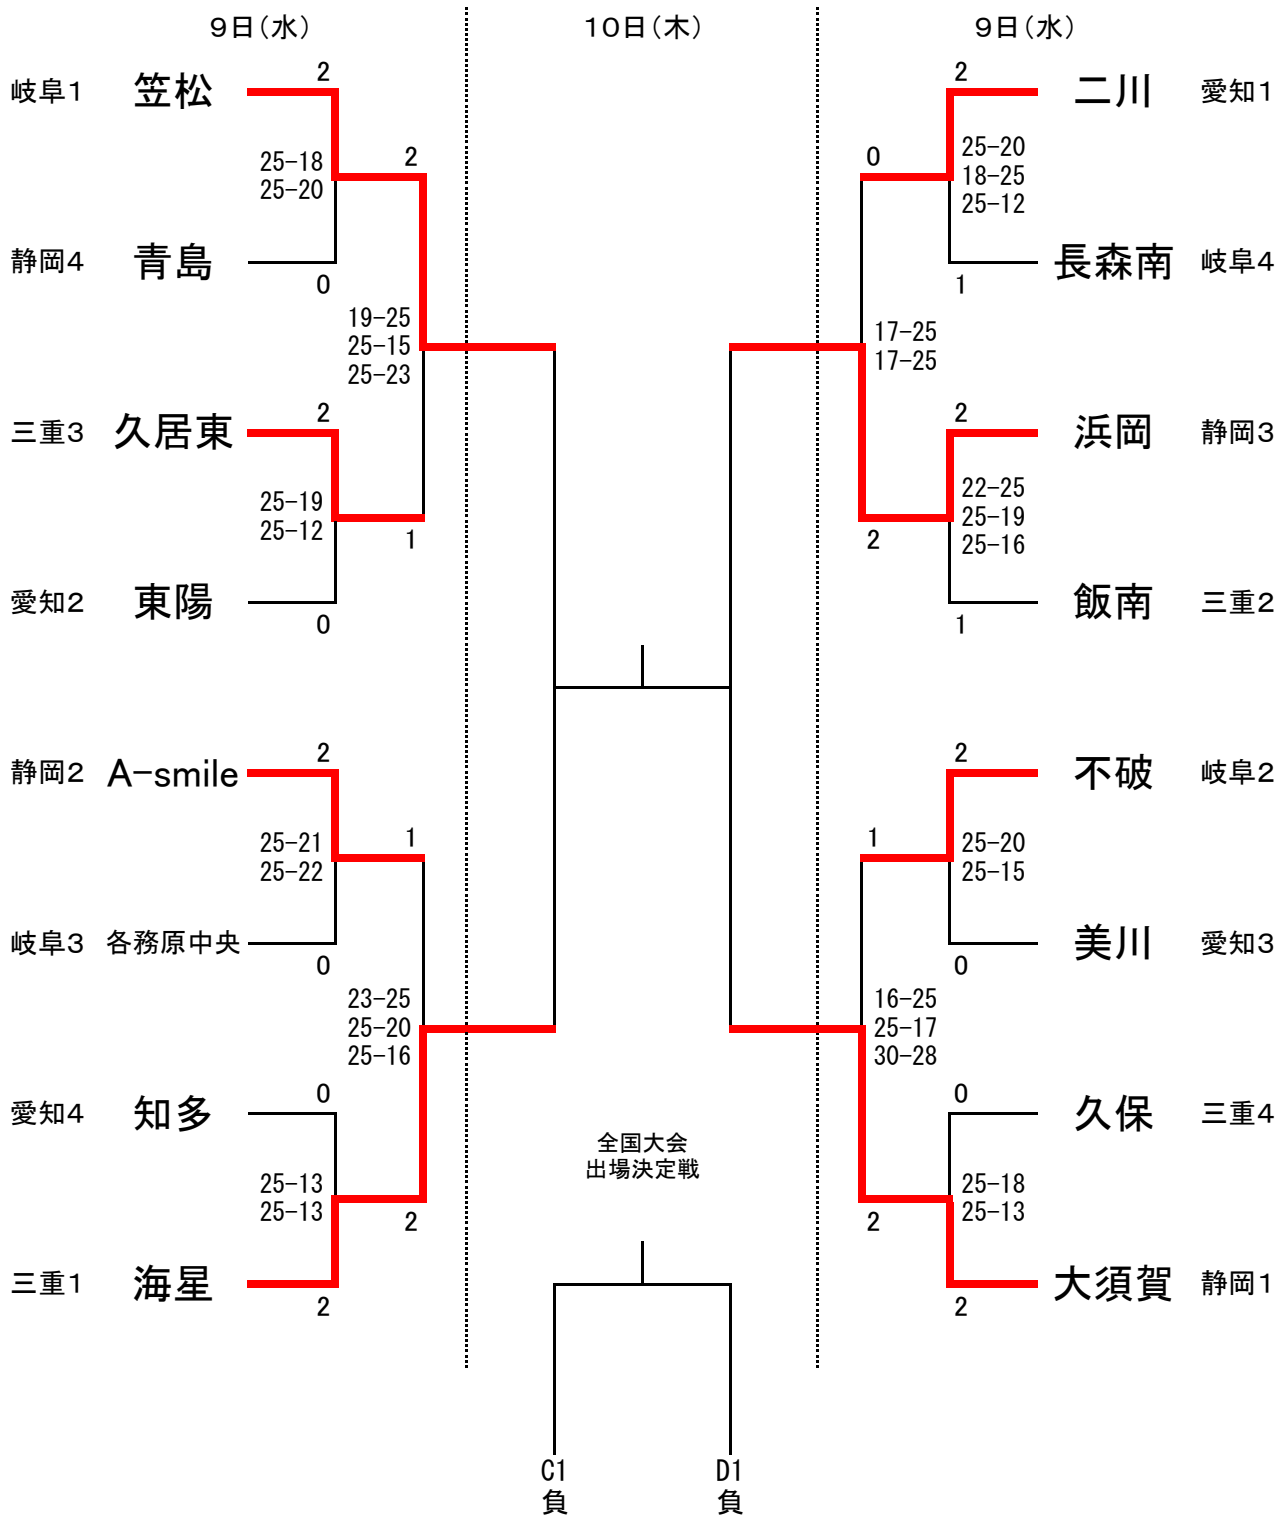 9日(水)
10日(木)
9日(水)
岐阜1 笠松 2
25-18
25-20
2
静岡4 青島 0
19-25
25-15
25-23
三重3 久居東 2
25-19
25-12
1
愛知2 東陽 0
静岡2 A-smile 2
25-21
25-22
1
岐阜3 各務原中央 0
23-25
25-20
25-16
愛知4 知多 0
25-13
25-13
2
三重1 海星 2
2 二川 愛知1
0
25-20
18-25
25-12
1 長森南 岐阜4
17-25
17-25
2 浜岡 静岡3
22-25
25-19
25-16
2
1 飯南 三重2
2 不破 岐阜2
1
25-20
25-15
0 美川 愛知3
16-25
25-17
30-28
0 久保 三重4
25-18
25-13
2
2 大須賀 静岡1
全国大会
出場決定戦
C1
負
D1
負